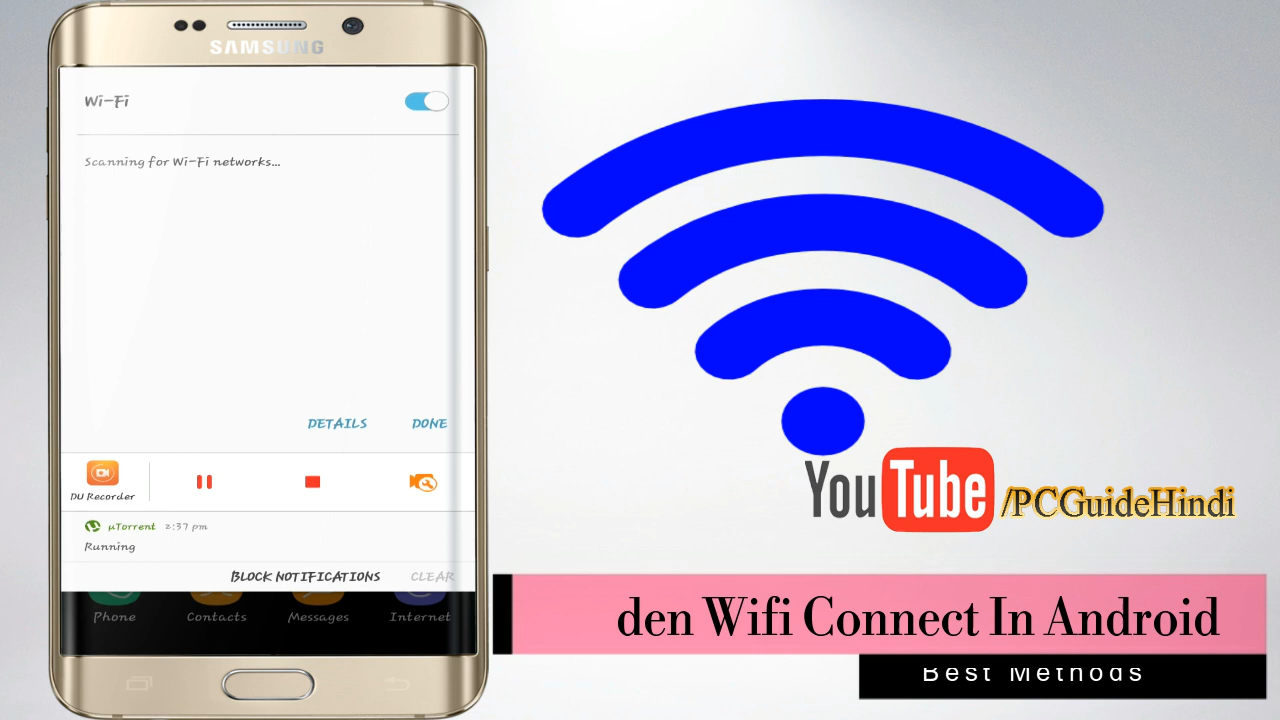 SAMSUNG
Wi-Fi
Scanning for Wi-Fi networks...
DETAILS DONE
DU Recorder
µTorrent 2:37 pm
Running
BLOCK NOTIFICATIONS CLEAR
Phone Contacts Messages Internet
YouTube /PCGuideHindi
den Wifi Connect In Android
Best Methods